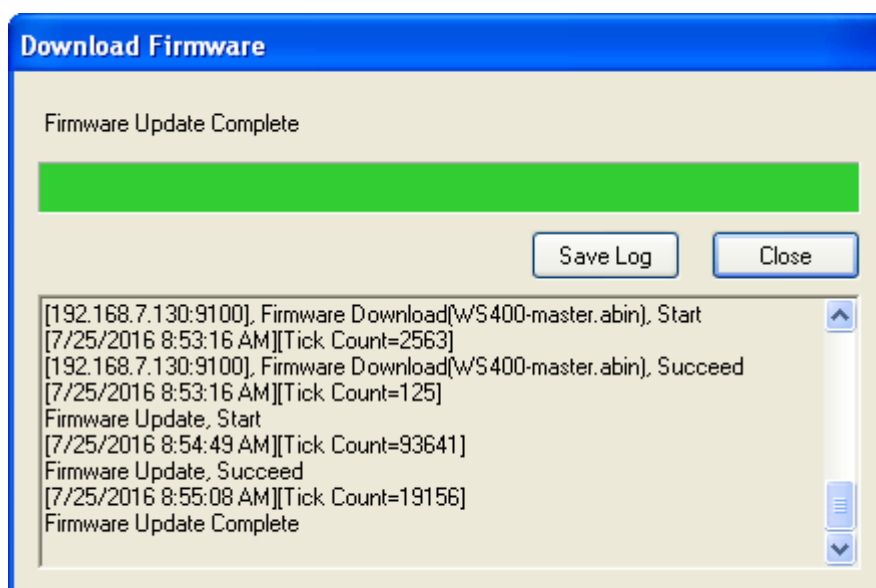 Download Firmware
Firmware Update Complete
Save Log
Close
[192.168.7.130:9100], Firmware Download(WS400-master.abin), Start
[7/25/2016 8:53:16 AM][Tick Count=2563]
[192.168.7.130:9100], Firmware Download(WS400-master.abin), Succeed
[7/25/2016 8:53:16 AM][Tick Count=125]
Firmware Update, Start
[7/25/2016 8:54:49 AM][Tick Count=93641]
Firmware Update, Succeed
[7/25/2016 8:55:08 AM][Tick Count=19156]
Firmware Update Complete